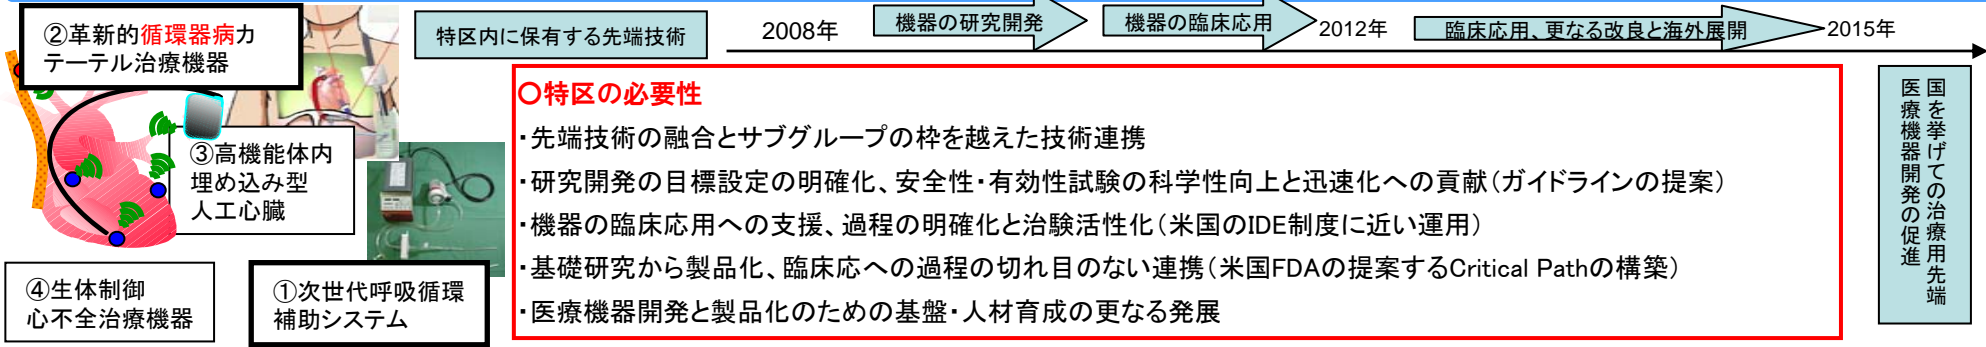 ②革新的循環器病カ
テーテル治療機器
特区内に保有する先端技術
2008年
機器の研究開発
機器の臨床応用
2012年
臨床応用、更なる改良と海外展開
2015年
③高機能体内
埋め込み型
人工心臓
④生体制御
心不全治療機器
①次世代呼吸循環
補助システム
〇特区の必要性
・先端技術の融合とサブグループの枠を越えた技術連携
・研究開発の目標設定の明確化、安全性・有効性試験の科学性向上と迅速化への貢献（ガイドラインの提案）
・機器の臨床応用への支援、過程の明確化と治験活性化（米国のIDE制度に近い運用）
・基礎研究から製品化、臨床応への過程の切れ目のない連携（米国FDAの提案するCritical Pathの構築）
・医療機器開発と製品化のための基盤・人材育成の更なる発展
国を挙げての治療用先端
医療機器開発の促進